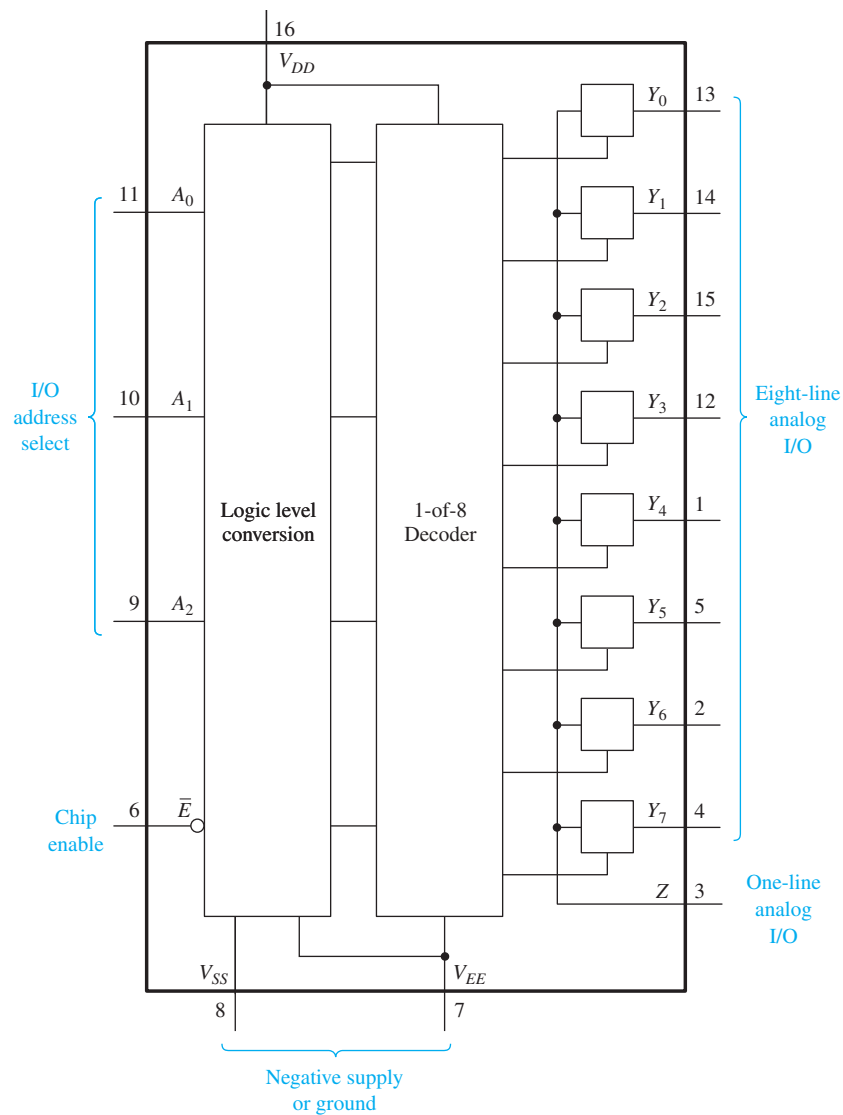 16
V_DD
Y_0 13
11 A_0
Y_1 14
Y_2 15
I/O
address
select
10 A_1
Y_3 12
Eight-line
analog
I/O
Logic level
conversion
1-of-8
Decoder
Y_4 1
9 A_2
Y_5 5
Y_6 2
Chip
enable
6 E̅
Y_7 4
Z 3
One-line
analog
I/O
V_SS
V_EE
8
7
Negative supply
or ground